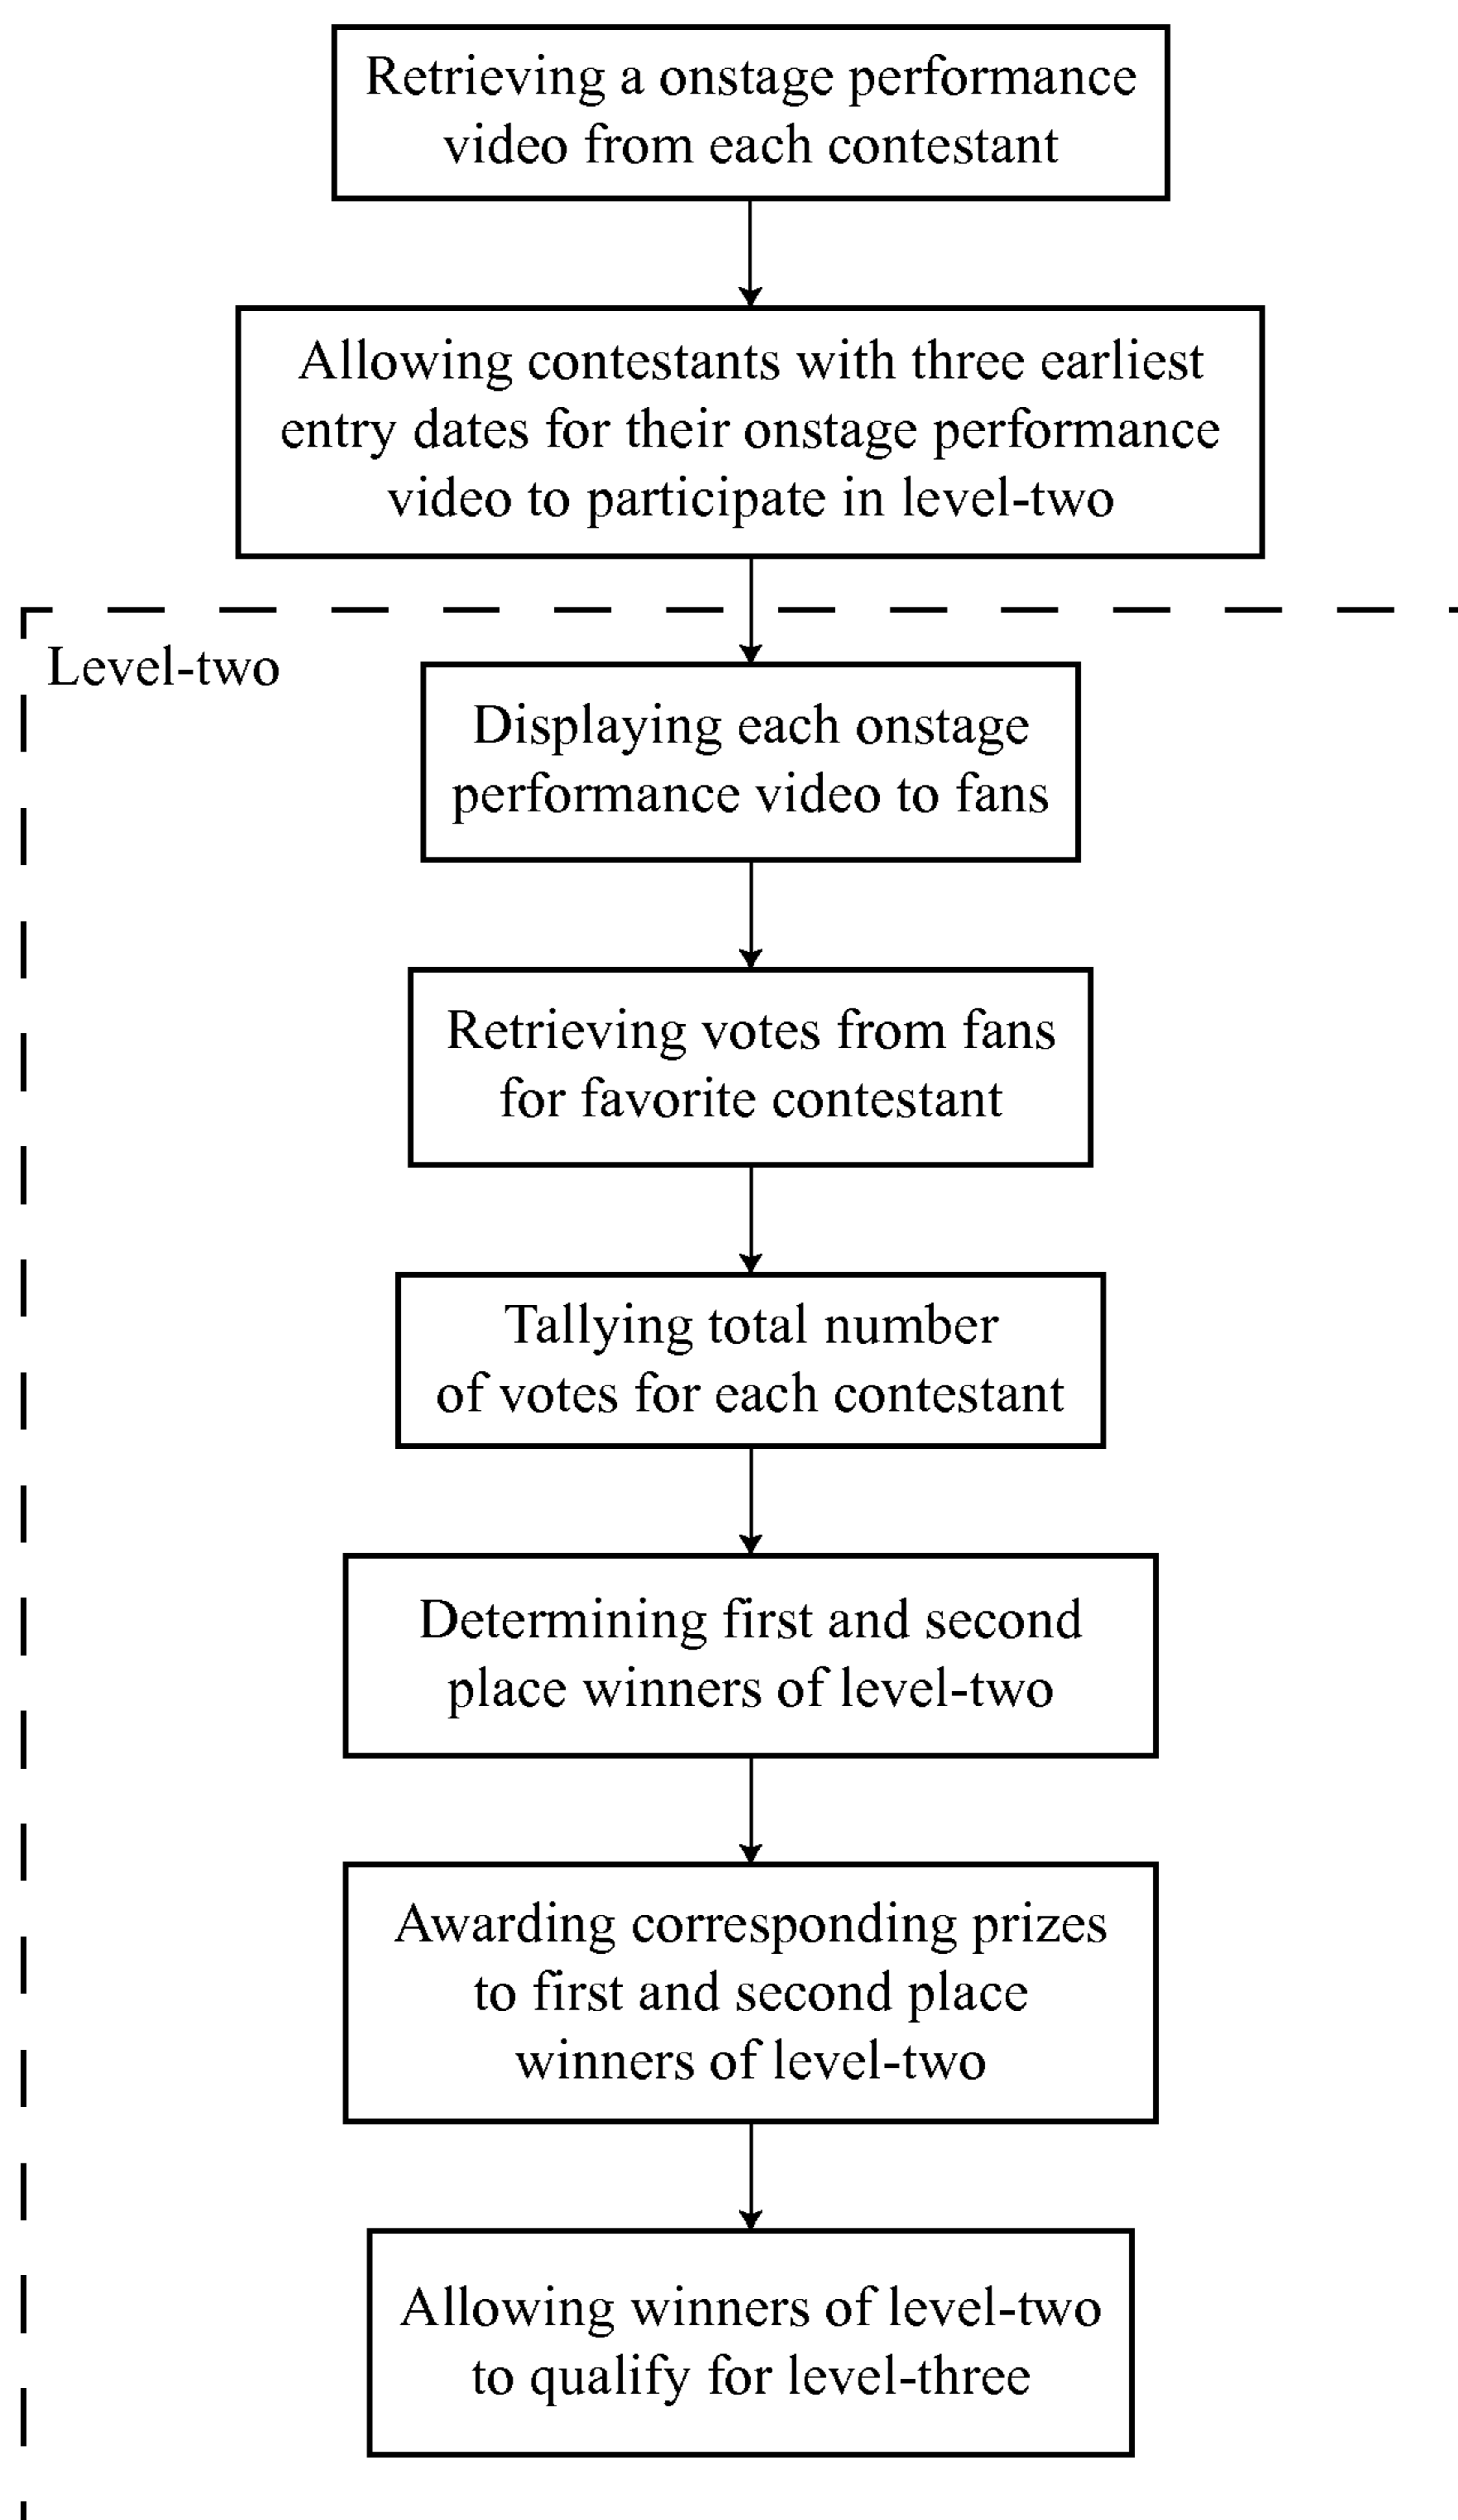 Retrieving a onstage performance
video from each contestant
Allowing contestants with three earliest
entry dates for their onstage performance
video to participate in level-two
Level-two
Displaying each onstage
performance video to fans
Retrieving votes from fans
for favorite contestant
Tallying total number
of votes for each contestant
Determining first and second
place winners of level-two
Awarding corresponding prizes
to first and second place
winners of level-two
Allowing winners of level-two
to qualify for level-three